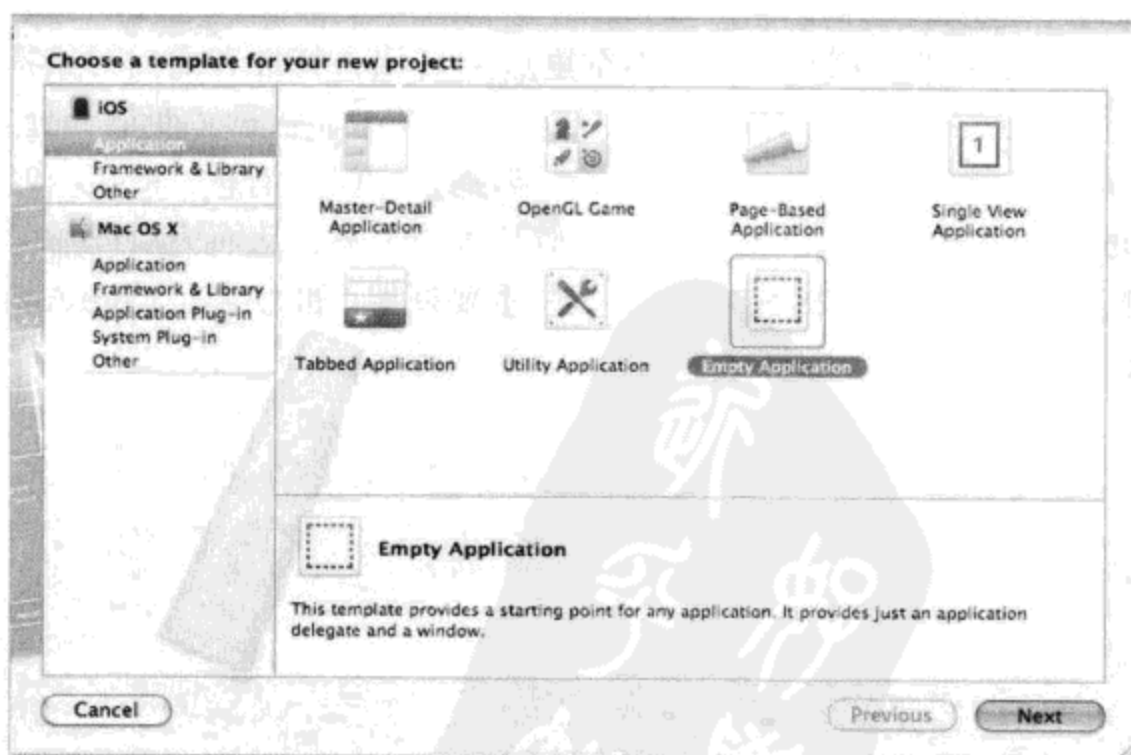 Choose a template for your new project:
iOS
Application
Framework & Library
Other
Mac OS X
Application
Framework & Library
Application Plug-in
System Plug-in
Other
Master-Detail
Application
OpenGL Game
Page-Based
Application
1
Single View
Application
Tabbed Application
Utility Application
Empty Application
Empty Application
This template provides a starting point for any application. It provides just an application
delegate and a window.
Cancel
Previous
Next